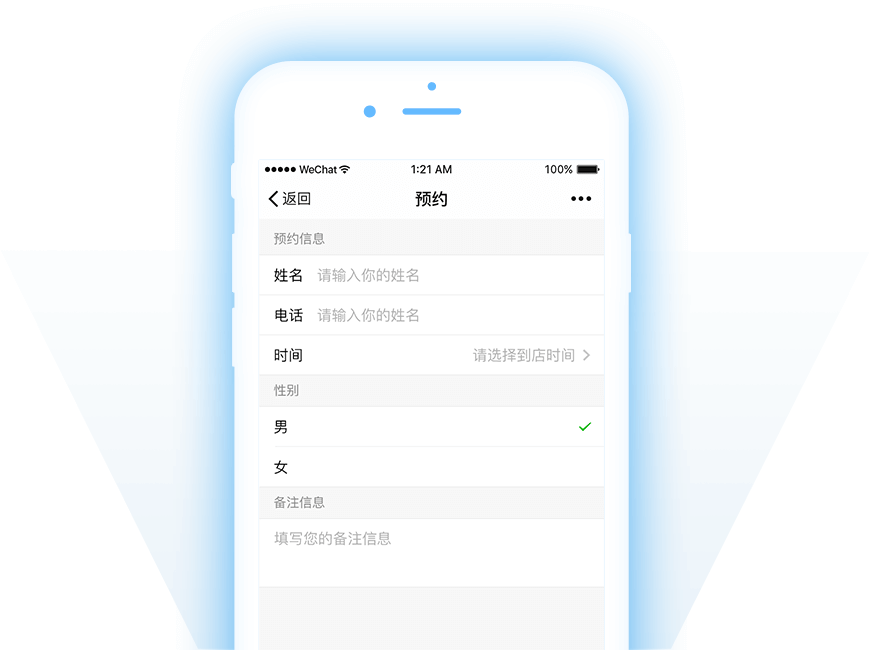 WeChat 1:21 AM 100%
返回 预约 •••
预约信息
姓名 请输入你的姓名
电话 请输入你的姓名
时间 请选择到店时间
性别
男
女
备注信息
填写您的备注信息